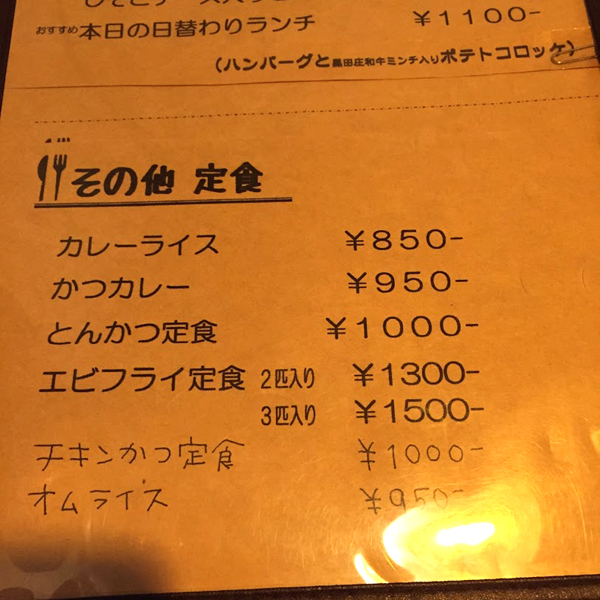 おすすめ本日の日替わりランチ ￥1100-
(ハンバーグと黒田庄和牛ミンチ入りポテトコロッケ)
その他 定食
カレーライス ￥850-
かつカレー ￥950-
とんかつ定食 ￥1000-
エビフライ定食 2匹入り ￥1300-
3匹入り ￥1500-
チキンかつ定食 ￥1000-
オムライス ￥950-